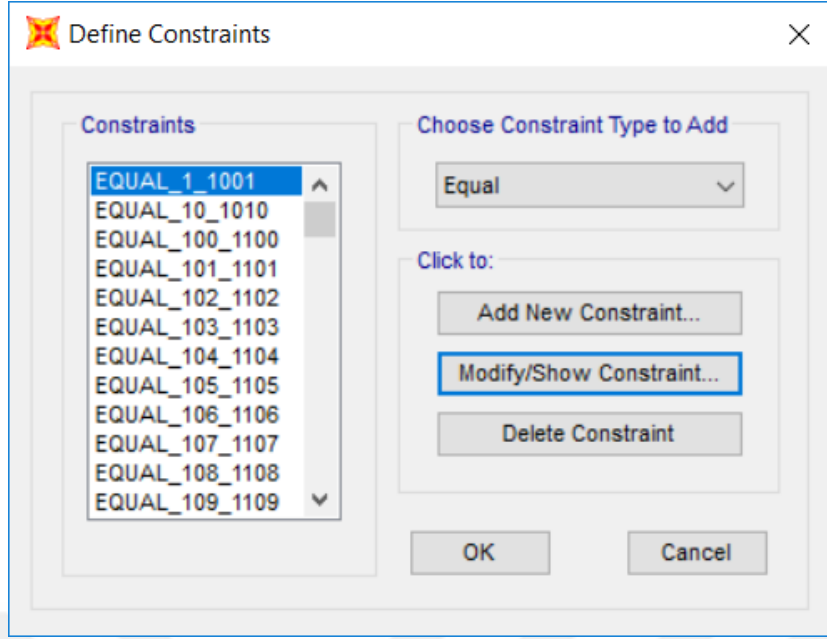 Define Constraints
Constraints
EQUAL_1_1001
EQUAL_10_1010
EQUAL_100_1100
EQUAL_101_1101
EQUAL_102_1102
EQUAL_103_1103
EQUAL_104_1104
EQUAL_105_1105
EQUAL_106_1106
EQUAL_107_1107
EQUAL_108_1108
EQUAL_109_1109
Choose Constraint Type to Add
Equal
Click to:
Add New Constraint...
Modify/Show Constraint...
Delete Constraint
OK
Cancel